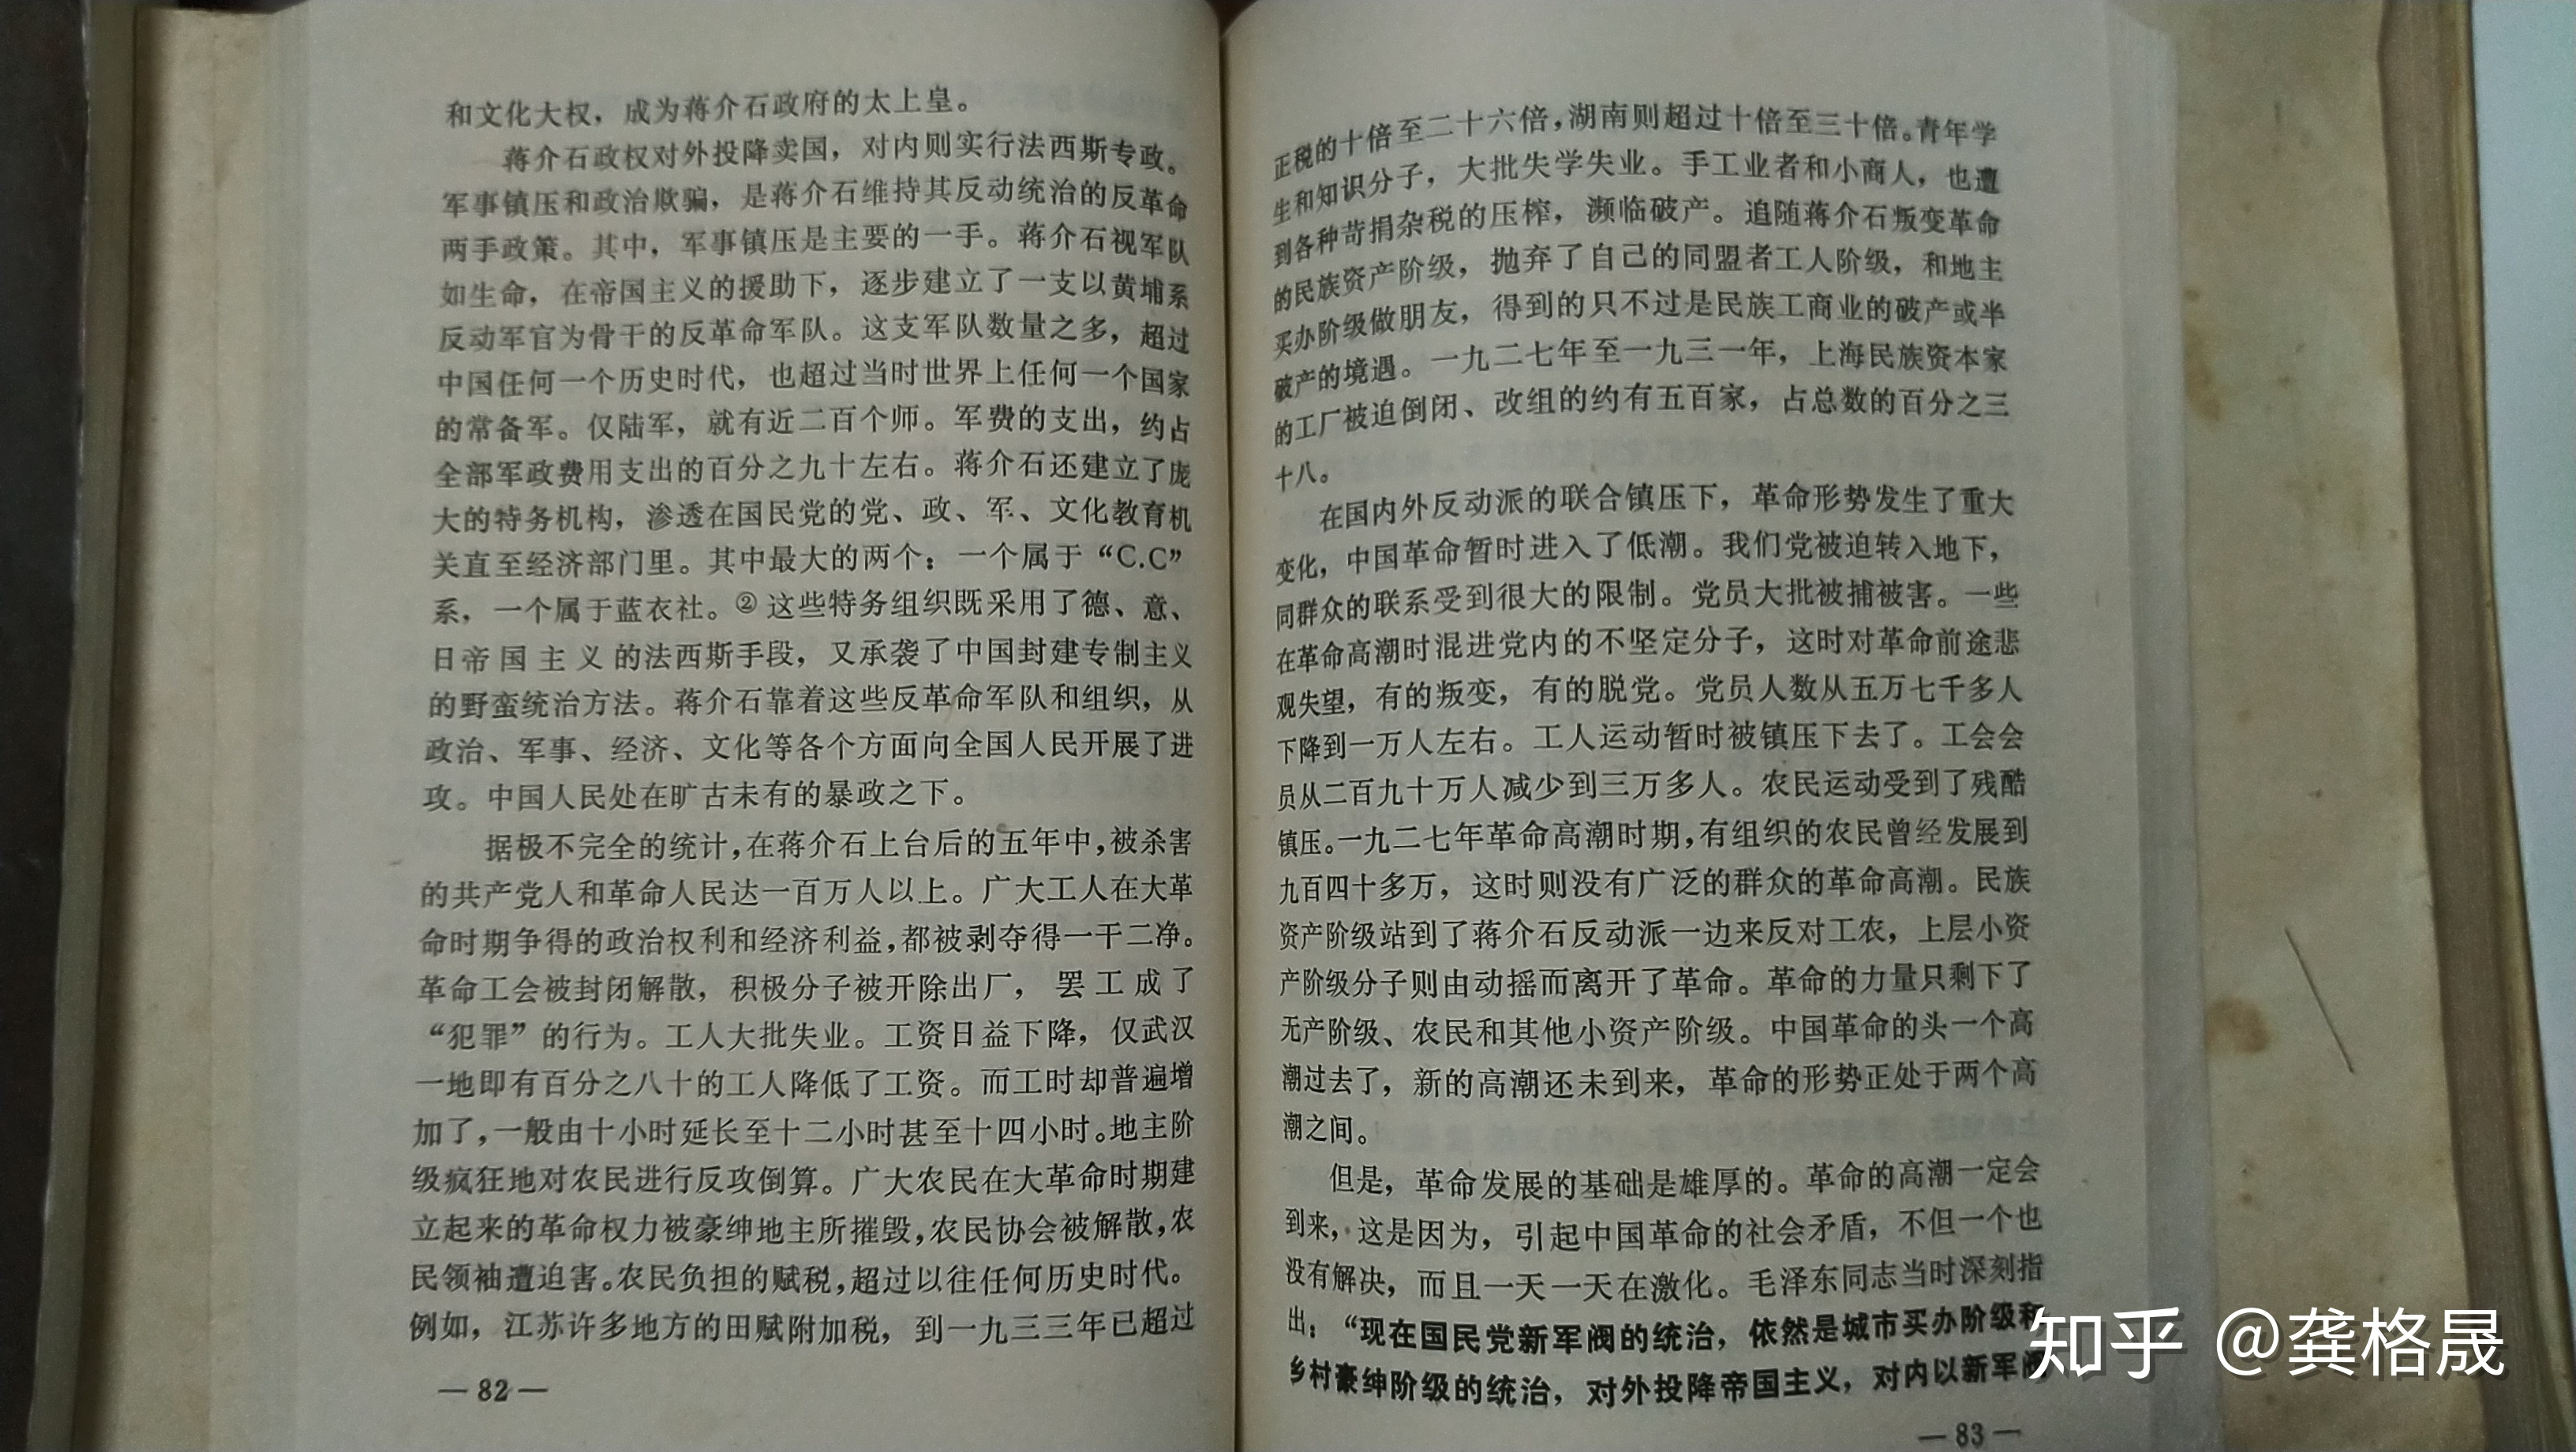 和文化大权，成为蒋介石政府的太上皇。
蒋介石政权对外投降卖国，对内则实行法西斯专政。
军事镇压和政治欺骗，是蒋介石维持其反动统治的反革命
两手政策。其中，军事镇压是主要的一手。蒋介石视军队
如生命，在帝国主义的援助下，逐步建立了一支以黄埔系
反动军官为骨干的反革命军队。这支军队数量之多，超过
中国任何一个历史时代，也超过当时世界上任何一个国家
的常备军。仅陆军，就有近二百个师。军费的支出，约占
全部军政费用支出的百分之九十左右。蒋介石还建立了庞
大的特务机构，渗透在国民党的党、政、军、文化教育机
关直至经济部门里。其中最大的两个：一个属于“C.C”
系，一个属于蓝衣社。②这些特务组织既采用了德、意、
日帝国主义的法西斯手段，又承袭了中国封建专制主义
的野蛮统治方法。蒋介石靠着这些反革命军队和组织，从
政治、军事、经济、文化等各个方面向全国人民开展了进
攻。中国人民处在旷古未有的暴政之下。
据极不完全的统计，在蒋介石上台后的五年中，被杀害
的共产党人和革命人民达一百万人以上。广大工人在大革
命时期争得的政治权利和经济利益，都被剥夺得一干二净。
革命工会被封闭解散，积极分子被开除出厂，罢工成了
“犯罪”的行为。工人大批失业。工资日益下降，仅武汉
一地即有百分之八十的工人降低了工资。而工时却普遍增
加了，一般由十小时延长至十二小时甚至十四小时。地主阶
级疯狂地对农民进行反攻倒算。广大农民在大革命时期建
立起来的革命权力被豪绅地主所摧毁，农民协会被解散，农
民领袖遭迫害。农民负担的赋税，超过以往任何历史时代。
例如，江苏许多地方的田赋附加税，到一九三三年已超过
—82—
正税的十倍至二十六倍，湖南则超过十倍至三十倍。青年学
生和知识分子，大批失学失业。手工业者和小商人，也遭
到各种苛捐杂税的压榨，濒临破产。追随蒋介石叛变革命
的民族资产阶级，抛弃了自己的同盟者工人阶级，和地主
买办阶级做朋友，得到的只不过是民族工商业的破产或半
破产的境遇。一九二七年至一九三一年，上海民族资本家
的工厂被迫倒闭、改组的约有五百家，占总数的百分之三
十八。
在国内外反动派的联合镇压下，革命形势发生了重大
变化，中国革命暂时进入了低潮。我们党被迫转入地下，
同群众的联系受到很大的限制。党员大批被捕被害。一些
在革命高潮时混进党内的不坚定分子，这时对革命前途悲
观失望，有的叛变，有的脱党。党员人数从五万七千多人
下降到一万人左右。工人运动暂时被镇压下去了。工会会
员从二百九十万人减少到三万多人。农民运动受到了残酷
镇压。一九二七年革命高潮时期，有组织的农民曾经发展到
九百四十多万，这时则没有广泛的群众的革命高潮。民族
资产阶级站到了蒋介石反动派一边来反对工农，上层小资
产阶级分子则由动摇而离开了革命。革命的力量只剩下了
无产阶级、农民和其他小资产阶级。中国革命的头一个高
潮过去了，新的高潮还未到来，革命的形势正处于两个高
潮之间。
但是，革命发展的基础是雄厚的。革命的高潮一定会
到来，这是因为，引起中国革命的社会矛盾，不但一个也
没有解决，而且一天一天在激化。毛泽东同志当时深刻指
出：“现在国民党新军阀的统治，依然是城市买办阶级和
乡村豪绅阶级的统治，对外投降帝国主义，对内以新军阀
—83—
知乎 @龚格晟